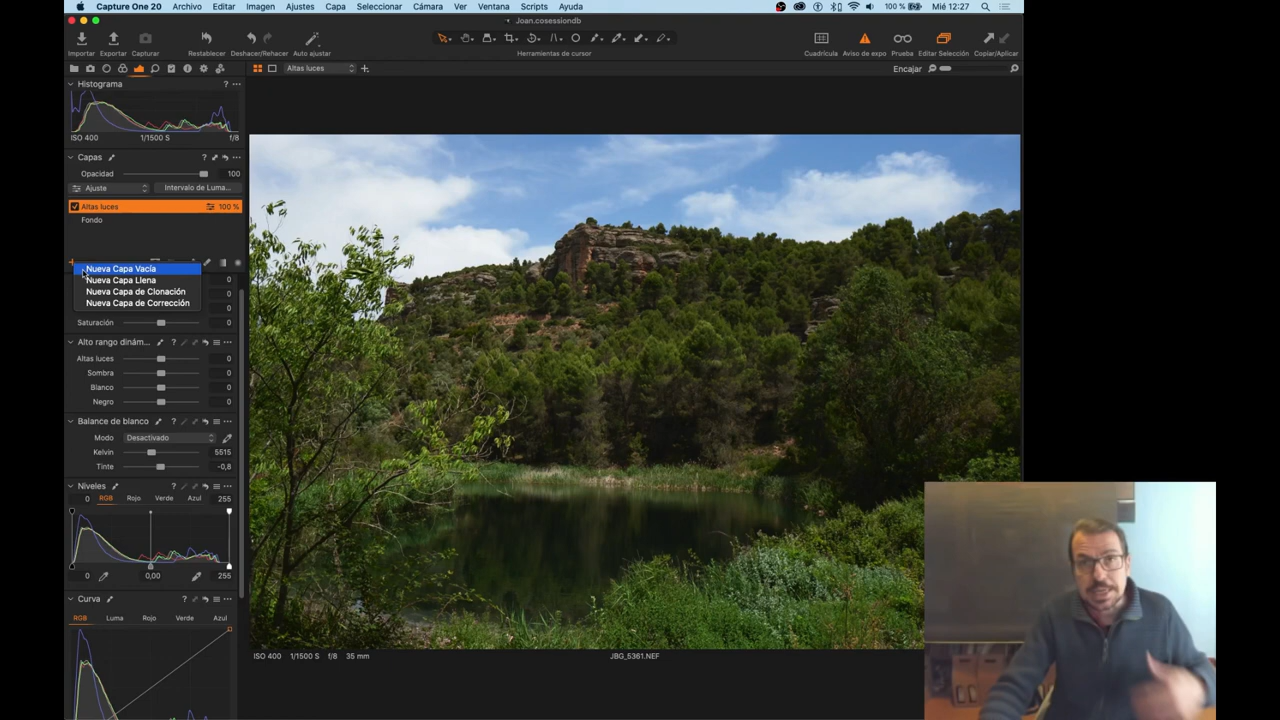 Capture One 20 Archivo Editar Imagen Ajustes Capa Seleccionar Cámara Ventana Scripts Ayuda 100 % Mié 12:27
Joan.cosessiondb
Importar Exportar Capturar Restablecer Deshacer/Rehacer Auto ajustar Herramientas de cursor Cuadrícula Aviso de expo Prueba Editar Selección Copiar/Aplicar
Altas luces Encajar
Histograma ? ...
ISO 400 1/1500 S f/8
Capas ? ...
Opacidad 100
Ajuste Intervalo de Luma...
Altas luces 100 %
Fondo
Nueva Capa Vacía
Nueva Capa Llena 0
Nueva Capa de Clonación 0
Nueva Capa de Corrección 0
Saturación 0
Alto rango dinám... ? ...
Altas luces 0
Sombra 0
Blanco 0
Negro 0
Balance de blanco ? ...
Modo Desactivado
Kelvin 5515
Tinte -0,8
Niveles ? ...
0 RGB Rojo Verde Azul 255
0 0,00 255
Curva ? ...
RGB Luma Rojo Verde Azul
ISO 400 1/1500 S f/8 35 mm JBG_5361.NEF